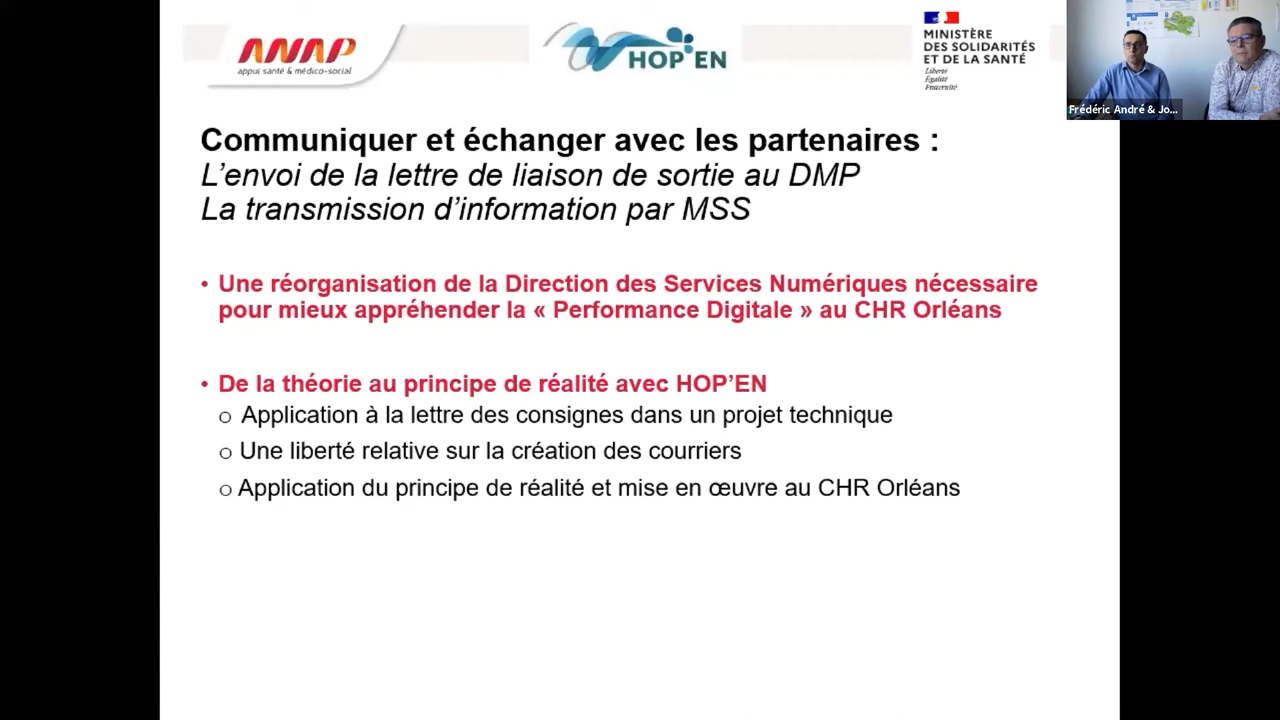 ANAP
appui santé & médico-social
HOP'EN
MINISTÈRE
DES SOLIDARITÉS
ET DE LA SANTÉ
Liberté
Égalité
Fraternité
Frédéric André & Jo...
Communiquer et échanger avec les partenaires :
L'envoi de la lettre de liaison de sortie au DMP
La transmission d'information par MSS
• Une réorganisation de la Direction des Services Numériques nécessaire
pour mieux appréhender la « Performance Digitale » au CHR Orléans
• De la théorie au principe de réalité avec HOP'EN
o Application à la lettre des consignes dans un projet technique
o Une liberté relative sur la création des courriers
o Application du principe de réalité et mise en œuvre au CHR Orléans